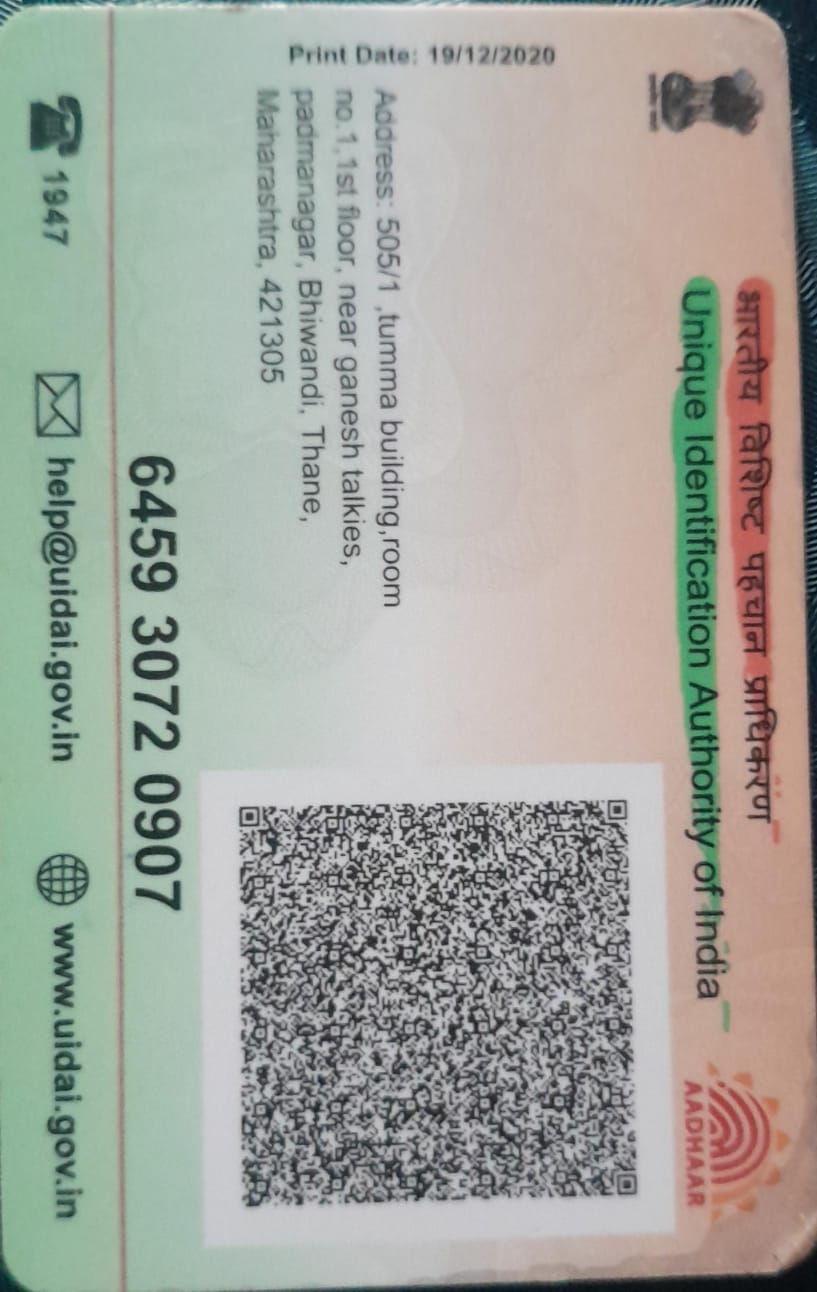 भारतीय विशिष्ट पहचान प्राधिकरण
Unique Identification Authority of India
AADHAAR
Print Date: 19/12/2020
Address: 505/1 ,tumma building,room
no.1,1st floor, near ganesh talkies,
padmanagar, Bhiwandi, Thane,
Maharashtra, 421305
6459 3072 0907
1947
help@uidai.gov.in
www.uidai.gov.in